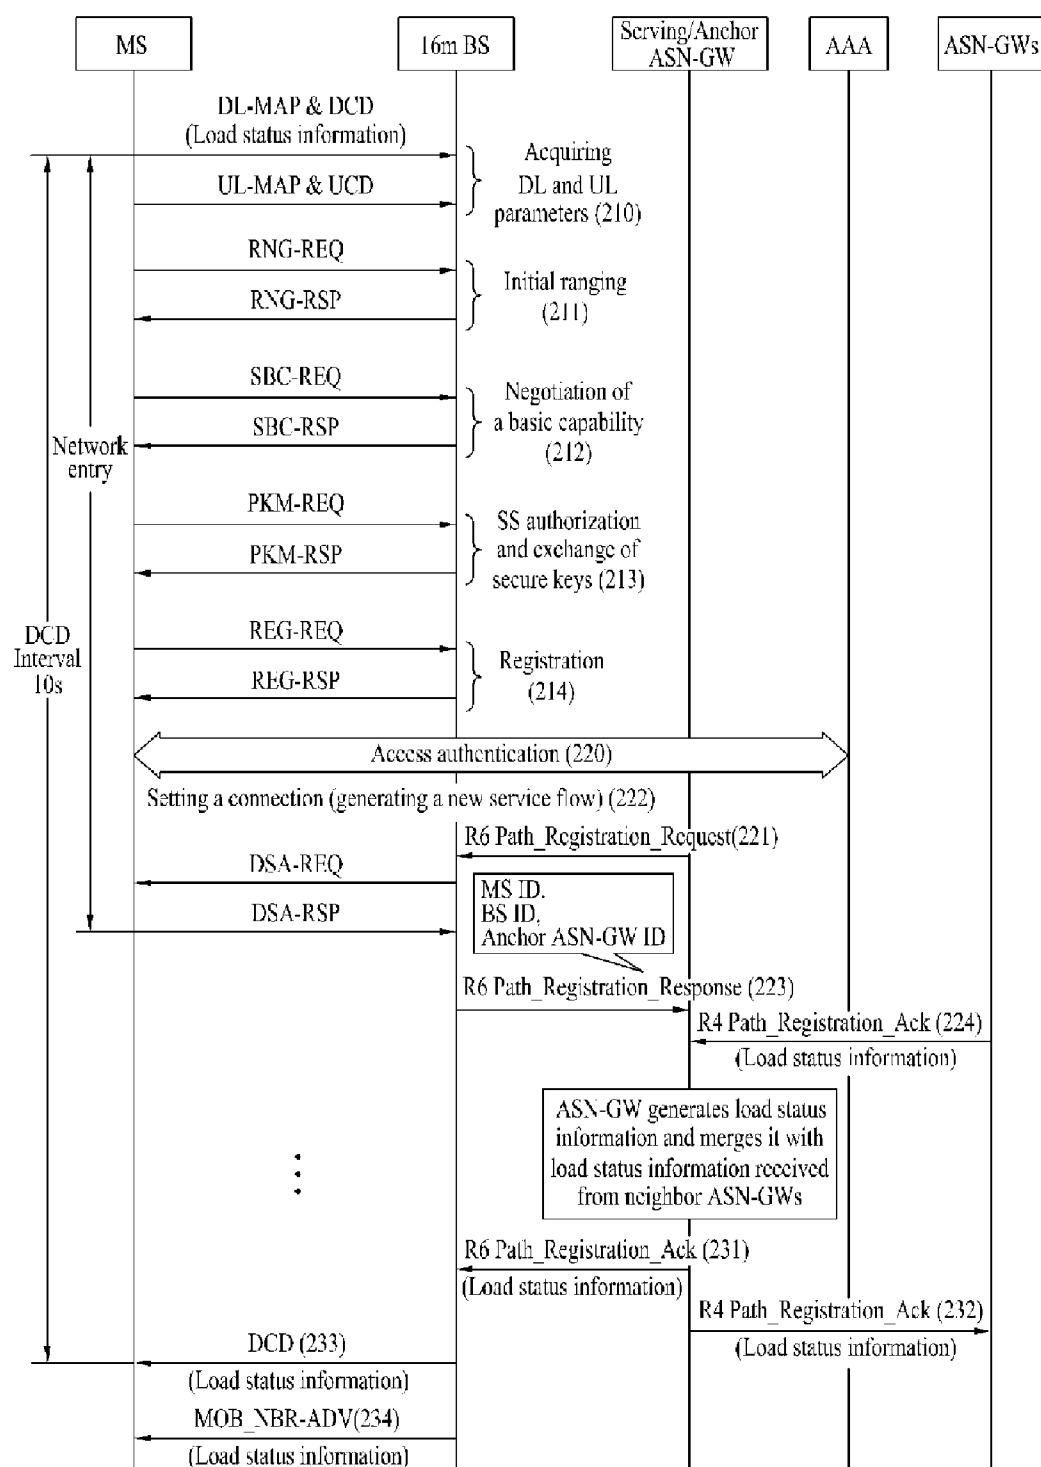 MS
16m BS
Serving/Anchor
ASN-GW
AAA
ASN-GWs
DL-MAP & DCD
(Load status information)
Acquiring
DL and UL
parameters (210)
UL-MAP & UCD
RNG-REQ
Initial ranging
(211)
RNG-RSP
SBC-REQ
Negotiation of
a basic capability
(212)
SBC-RSP
Network
entry
PKM-REQ
SS authorization
and exchange of
secure keys (213)
PKM-RSP
DCD
Interval
10s
REG-REQ
Registration
(214)
REG-RSP
Access authentication (220)
Setting a connection (generating a new service flow) (222)
R6 Path_Registration_Request(221)
DSA-REQ
MS ID.
BS ID,
Anchor ASN-GW ID
DSA-RSP
R6 Path_Registration_Response (223)
R4 Path_Registration_Ack (224)
(Load status information)
ASN-GW generates load status
information and merges it with
load status information received
from neighbor ASN-GWs
R6 Path_Registration_Ack (231)
(Load status information)
R4 Path_Registration_Ack (232)
(Load status information)
DCD (233)
(Load status information)
MOB_NBR-ADV(234)
(Load status information)